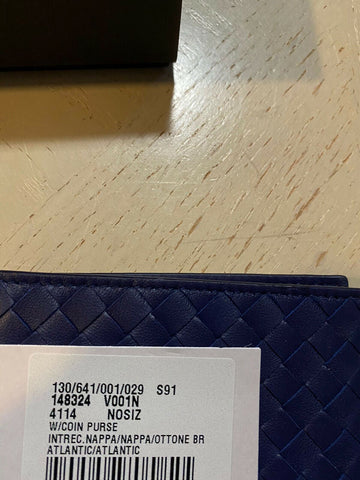 130/641/001/029 S91
148324 V001N
4114 NOSIZ
W/COIN PURSE
INTREC.NAPPA/NAPPA/OTTONE BR
ATLANTIC/ATLANTIC